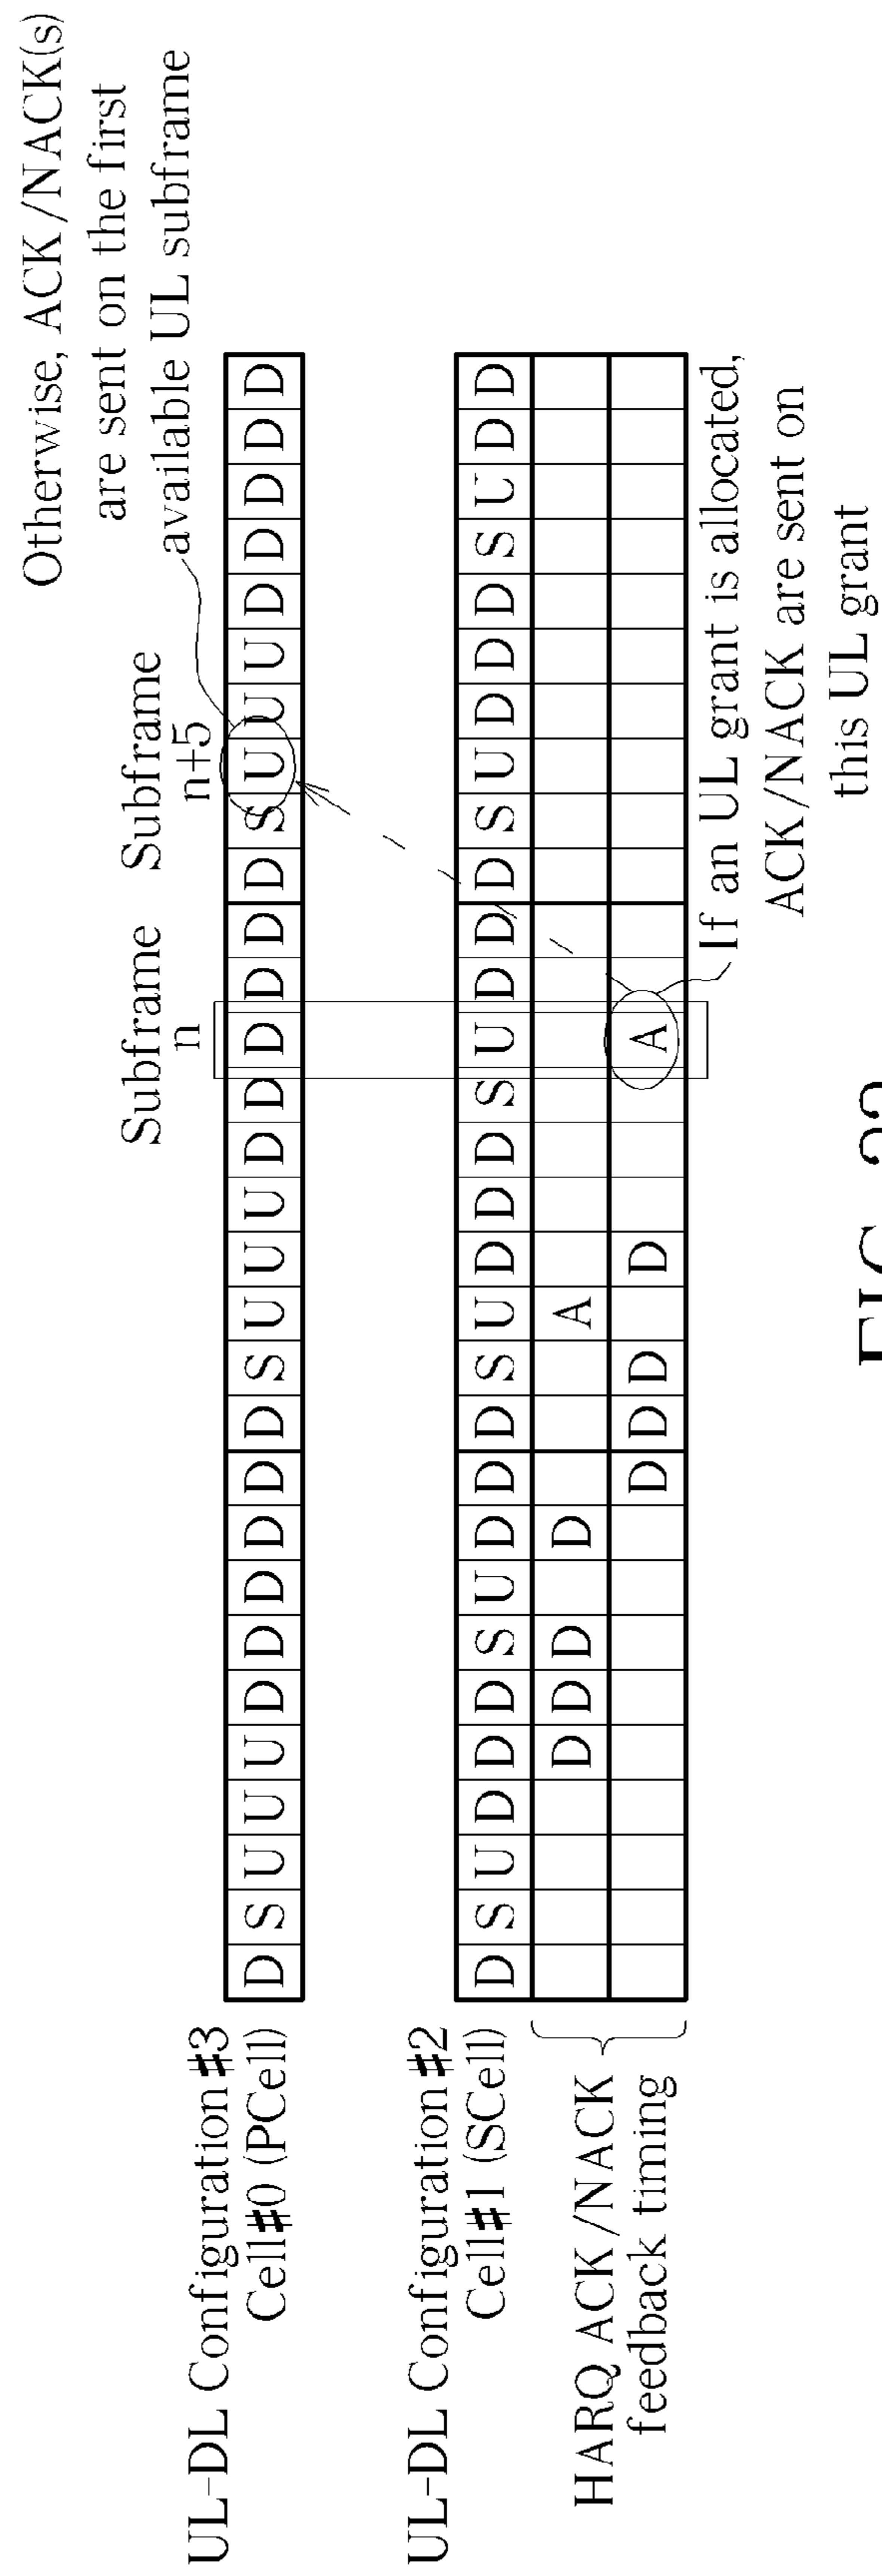 Otherwise, ACK/NACK(s)
are sent on the first
available UL subframe
Subframe
n
Subframe
n+5
UL-DL Configuration#3
Cell#0 (PCell)
D S U U U D D D D D D S U U U D D D D D D S U U U D D D D D
UL-DL Configuration#2
Cell#1 (SCell)
D S U D D D S U D D D S U D D D S U D D D S U D D D S U D D
HARQ ACK/NACK
feedback timing
D D D D A
D D D D A
If an UL grant is allocated,
ACK/NACK are sent on
this UL grant